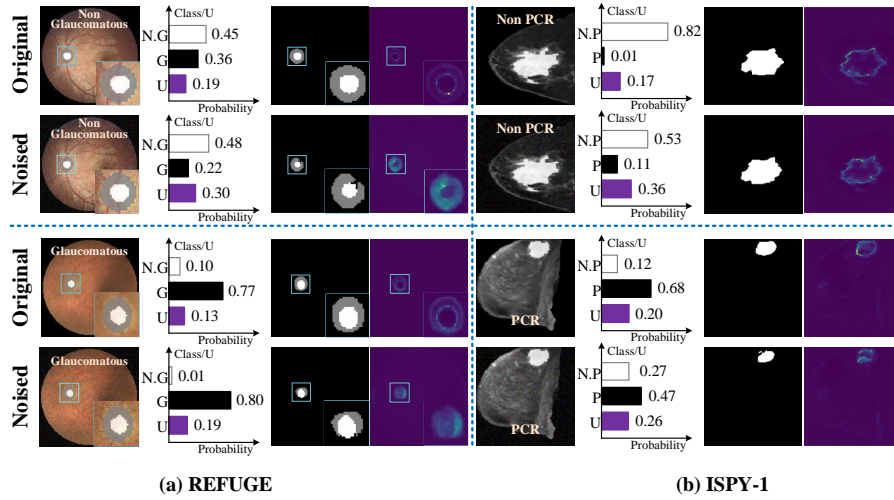 Original
Non
Glaucomatous
Class/U
N.G 0.45
G 0.36
U 0.19
Probability
Non PCR
Class/U
N.P 0.82
P 0.01
U 0.17
Probability
Noised
Non
Glaucomatous
Class/U
N.G 0.48
G 0.22
U 0.30
Probability
Non PCR
Class/U
N.P 0.53
P 0.11
U 0.36
Probability
Original
Glaucomatous
Class/U
N.G 0.10
G 0.77
U 0.13
Probability
PCR
Class/U
N.P 0.12
P 0.68
U 0.20
Probability
Noised
Glaucomatous
Class/U
N.G 0.01
G 0.80
U 0.19
Probability
PCR
Class/U
N.P 0.27
P 0.47
U 0.26
Probability
(a) REFUGE
(b) ISPY-1